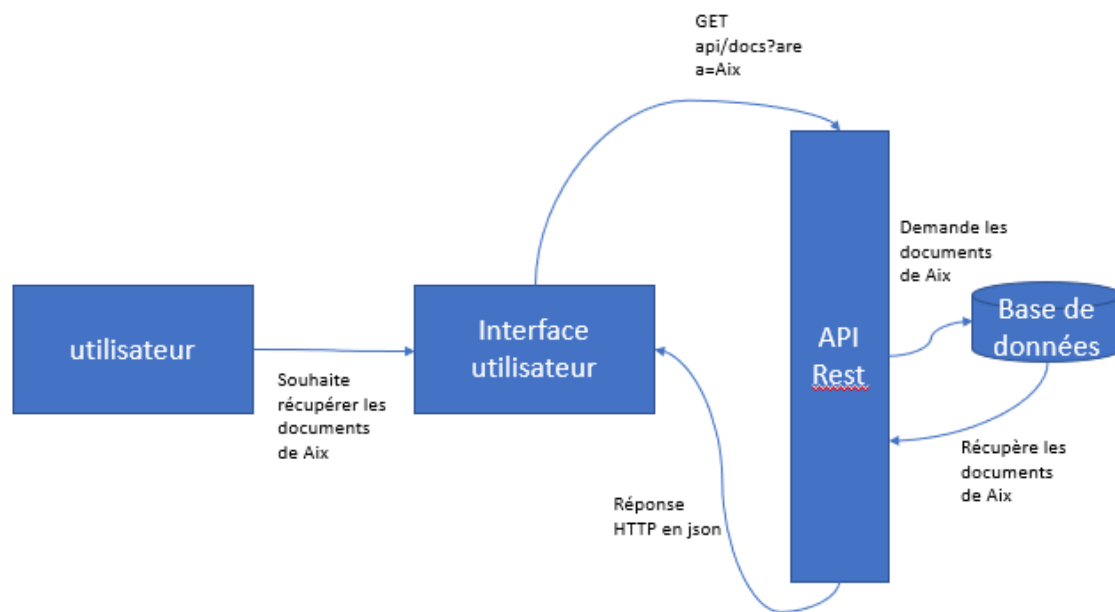 GET
api/docs?are
a=Aix
Demande les
documents
de Aix
Base de
données
utilisateur
Interface
utilisateur
API
Rest
Souhaite
récupérer les
documents
de Aix
Récupère les
documents
de Aix
Réponse
HTTP en json